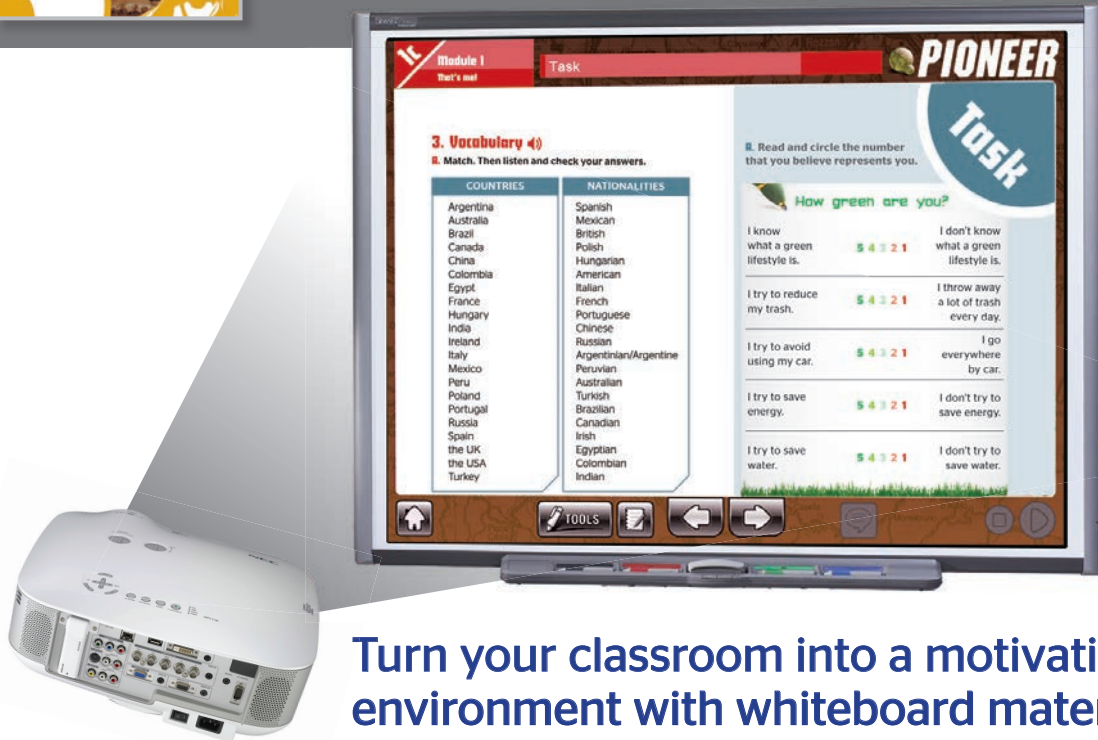 1c
Module 1
That's me!
Task
PIONEER
Task
3. Vocabulary
A. Match. Then listen and check your answers.
COUNTRIES
Argentina
Australia
Brazil
Canada
China
Colombia
Egypt
France
Hungary
India
Ireland
Italy
Mexico
Peru
Poland
Portugal
Russia
Spain
the UK
the USA
Turkey
NATIONALITIES
Spanish
Mexican
British
Polish
Hungarian
American
Italian
French
Portuguese
Chinese
Russian
Argentinian/Argentine
Peruvian
Australian
Turkish
Brazilian
Canadian
Irish
Egyptian
Colombian
Indian
A. Read and circle the number
that you believe represents you.
How green are you?
I know
what a green
lifestyle is.
5 4 3 2 1
I don't know
what a green
lifestyle is.
I try to reduce
my trash.
5 4 3 2 1
I throw away
a lot of trash
every day.
I try to avoid
using my car.
5 4 3 2 1
I go
everywhere
by car.
I try to save
energy.
5 4 3 2 1
I don't try to
save energy.
I try to save
water.
5 4 3 2 1
I don't try to
save water.
TOOLS
Turn your classroom into a motivati
environment with whiteboard mater